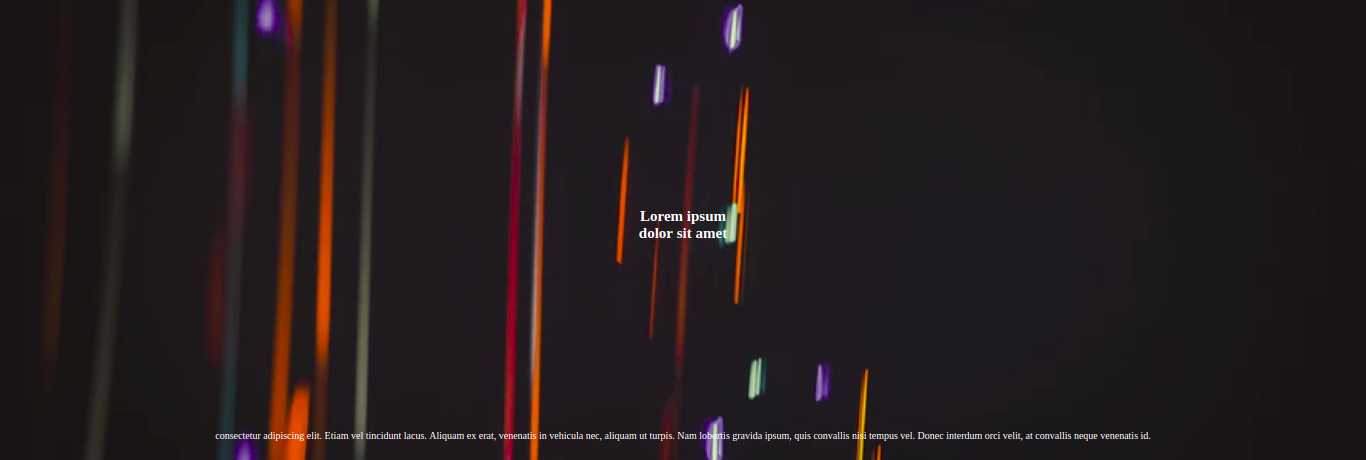 Lorem ipsum
dolor sit amet
consectetur adipiscing elit. Etiam vel tincidunt lacus. Aliquam ex erat, venenatis in vehicula nec, aliquam ut turpis. Nam lobortis gravida ipsum, quis convallis nisi tempus vel. Donec interdum orci velit, at convallis neque venenatis id.